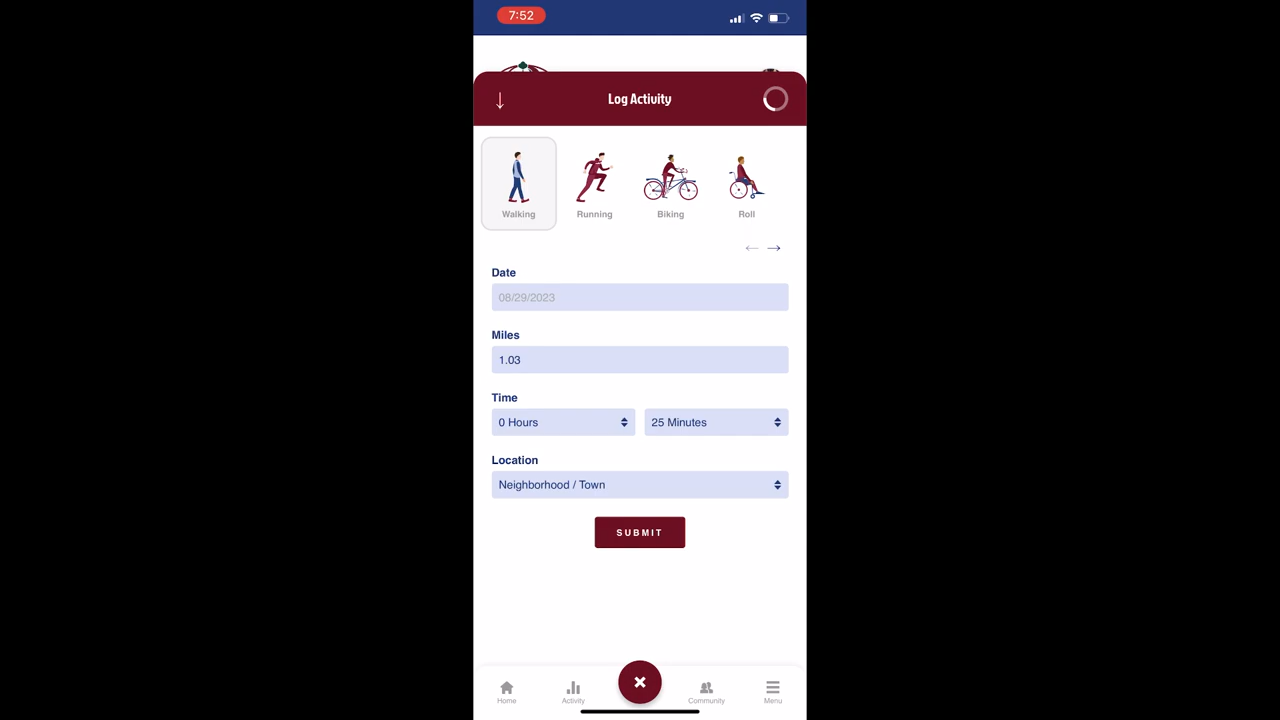 7:52
Log Activity
Walking Running Biking Roll
Date
08/29/2023
Miles
1.03
Time
0 Hours 25 Minutes
Location
Neighborhood / Town
SUBMIT
Home Activity Community Menu